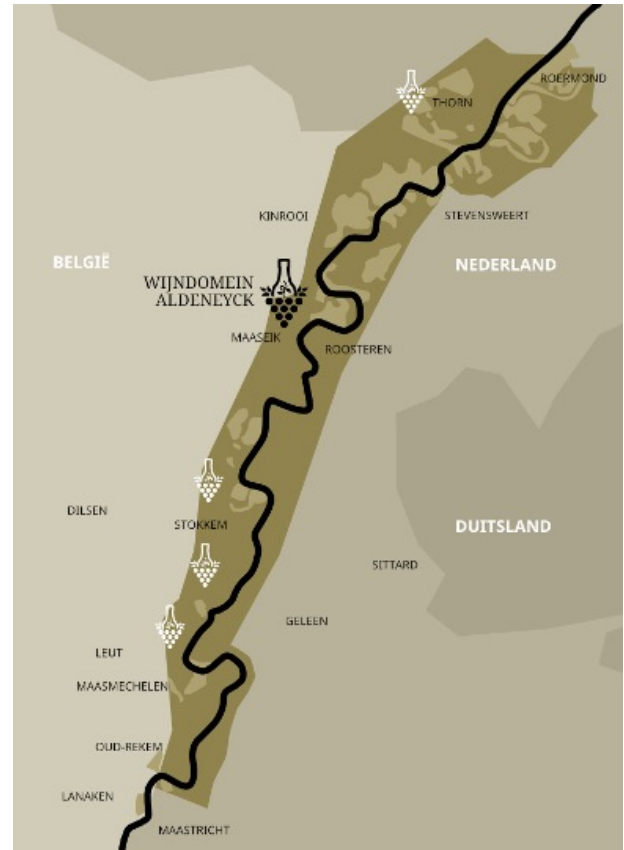 ROERMOND
THORN
KINROOI
STEVENSWEERT
BELGIË
NEDERLAND
WIJNDOMEIN
ALDENEYCK
MAASEIK
ROOSTEREN
DILSEN
STOKKEM
DUITSLAND
SITTARD
GELEEN
LEUT
MAASMECHELEN
OUD-REKEM
LANAKEN
MAASTRICHT